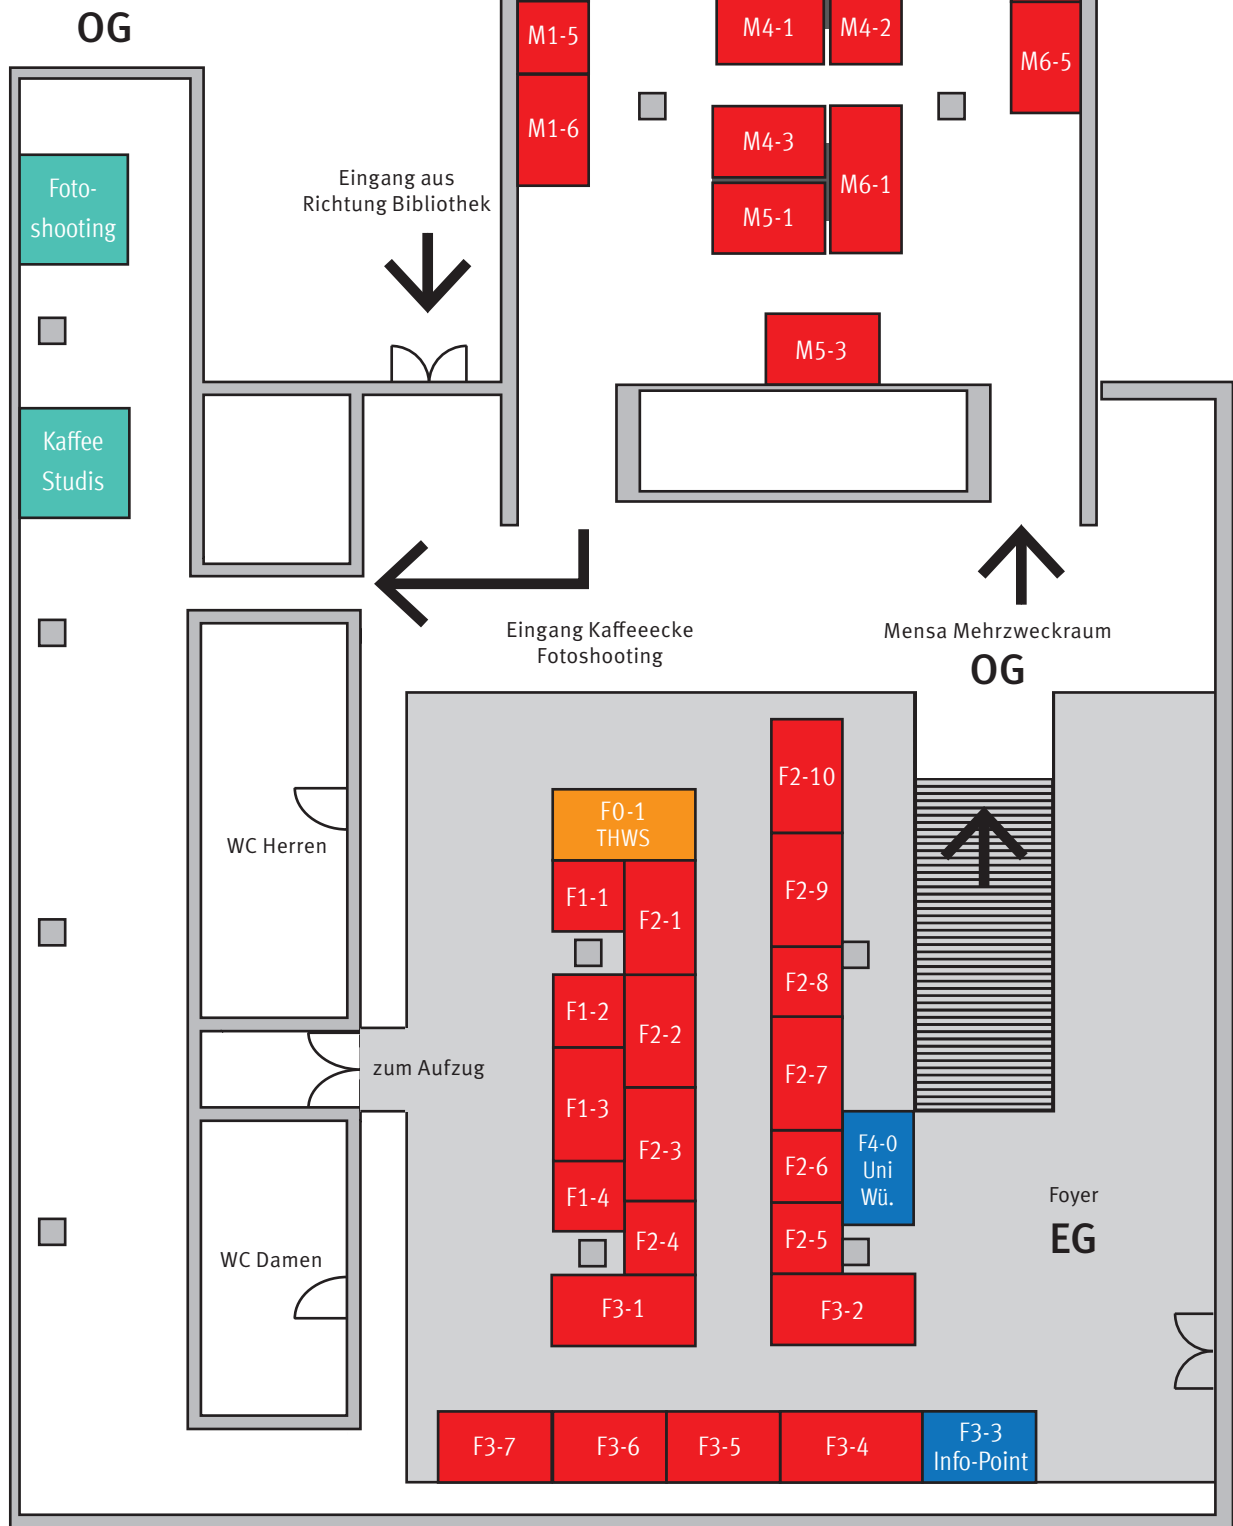 OG
M1-5
M4-1
M4-2
M6-5
M1-6
M4-3
M6-1
M5-1
Foto-
shooting
Eingang aus
Richtung Bibliothek
M5-3
Kaffee
Studis
Eingang Kaffeeecke
Fotoshooting
Mensa Mehrzweckraum
OG
F2-10
F0-1
THWS
WC Herren
F1-1
F2-9
F2-1
F2-8
F1-2
F2-2
zum Aufzug
F2-7
F1-3
F2-3
F2-6
F4-0
Uni
Wü.
F1-4
Foyer
EG
F2-4
F2-5
WC Damen
F3-1
F3-2
F3-7
F3-6
F3-5
F3-4
F3-3
Info-Point